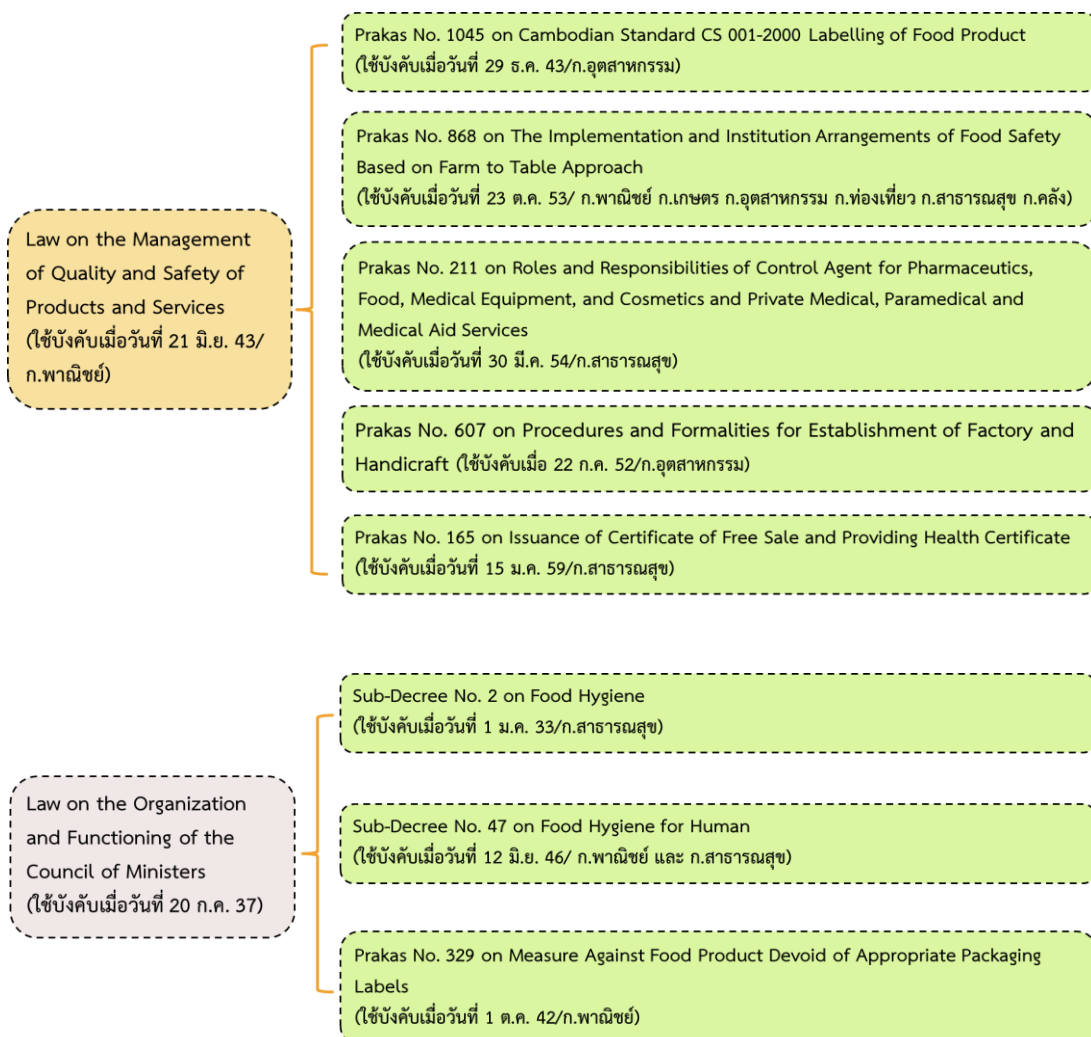 Law on the Management
of Quality and Safety of
Products and Services
(ใช้บังคับเมื่อวันที่ 21 มิ.ย. 43/
ก.พาณิชย์)
Prakas No. 1045 on Cambodian Standard CS 001-2000 Labelling of Food Product
(ใช้บังคับเมื่อวันที่ 29 ธ.ค. 43/ก.อุตสาหกรรม)
Prakas No. 868 on The Implementation and Institution Arrangements of Food Safety
Based on Farm to Table Approach
(ใช้บังคับเมื่อวันที่ 23 ต.ค. 53/ ก.พาณิชย์ ก.เกษตร ก.อุตสาหกรรม ก.ท่องเที่ยว ก.สาธารณสุข ก.คลัง)
Prakas No. 211 on Roles and Responsibilities of Control Agent for Pharmaceutics,
Food, Medical Equipment, and Cosmetics and Private Medical, Paramedical and
Medical Aid Services
(ใช้บังคับเมื่อวันที่ 30 มี.ค. 54/ก.สาธารณสุข)
Prakas No. 607 on Procedures and Formalities for Establishment of Factory and
Handicraft (ใช้บังคับเมื่อ 22 ก.ค. 52/ก.อุตสาหกรรม)
Prakas No. 165 on Issuance of Certificate of Free Sale and Providing Health Certificate
(ใช้บังคับเมื่อวันที่ 15 ม.ค. 59/ก.สาธารณสุข)
Law on the Organization
and Functioning of the
Council of Ministers
(ใช้บังคับเมื่อวันที่ 20 ก.ค. 37)
Sub-Decree No. 2 on Food Hygiene
(ใช้บังคับเมื่อวันที่ 1 ม.ค. 33/ก.สาธารณสุข)
Sub-Decree No. 47 on Food Hygiene for Human
(ใช้บังคับเมื่อวันที่ 12 มิ.ย. 46/ ก.พาณิชย์ และ ก.สาธารณสุข)
Prakas No. 329 on Measure Against Food Product Devoid of Appropriate Packaging
Labels
(ใช้บังคับเมื่อวันที่ 1 ต.ค. 42/ก.พาณิชย์)